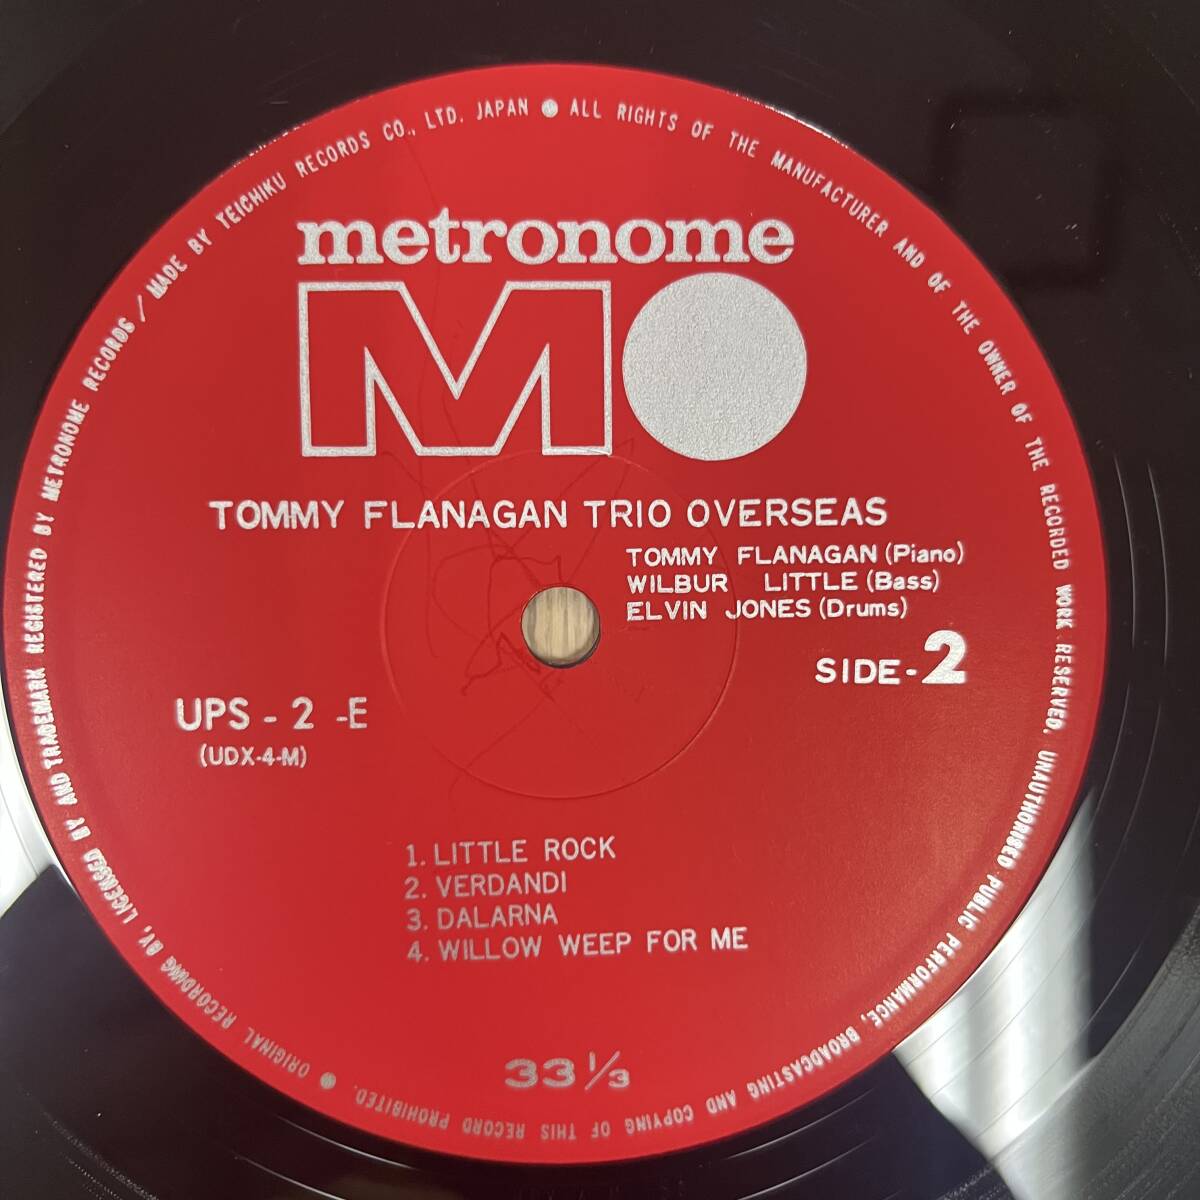 ORIGINAL RECORDING BY, LICENSED BY AND TRADEMARK REGISTERED BY METRONOME RECORDS / MADE BY TEICHIKU RECORDS CO., LTD. JAPAN ● ALL RIGHTS OF THE MANUFACTURER AND OF THE OWNER OF THE RECORDED WORK RESERVED, UNAUTHORISED PUBLIC PERFORMANCE, BROADCASTING AND COPYING OF THIS RECORD PROHIBITED. ●
metronome
M
TOMMY FLANAGAN TRIO OVERSEAS
TOMMY FLANAGAN (Piano)
WILBUR LITTLE (Bass)
ELVIN JONES (Drums)
SIDE-2
UPS - 2 -E
(UDX-4-M)
1. LITTLE ROCK
2. VERDANDI
3. DALARNA
4. WILLOW WEEP FOR ME
33 1/3